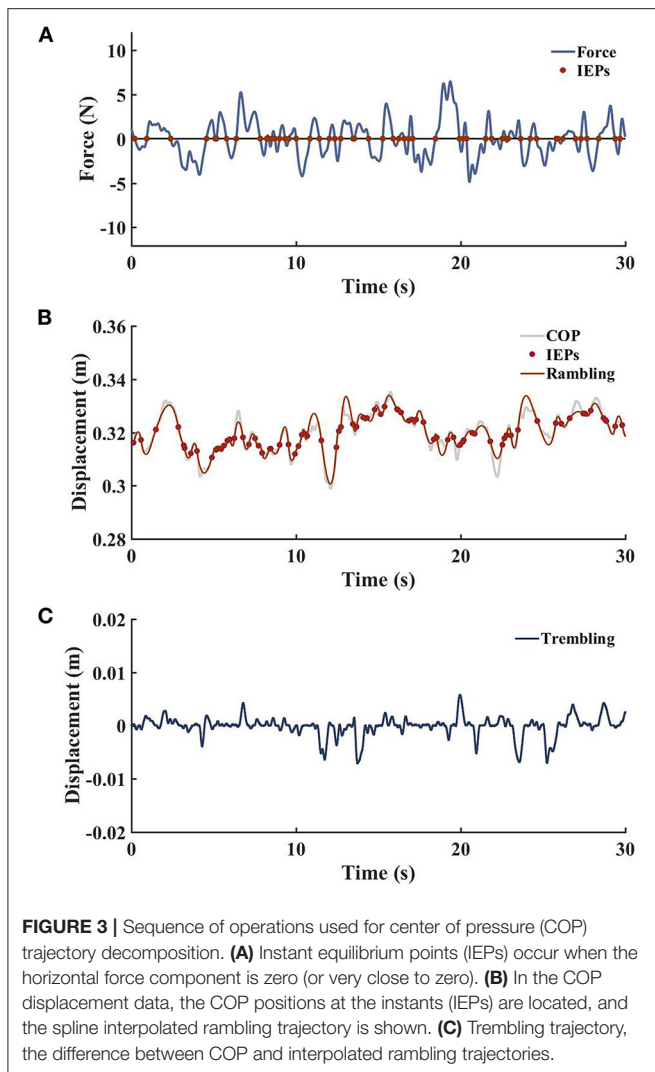 A
10
5
0
-5
-10
Force (N)
Force
IEPs
0
10
20
30
Time (s)
B
0.36
0.34
0.32
0.3
0.28
Displacement (m)
COP
IEPs
Rambling
0
10
20
30
Time (s)
C
0.02
0.01
0
-0.01
-0.02
Displacement (m)
Trembling
0
10
20
30
Time (s)
FIGURE 3 | Sequence of operations used for center of pressure (COP)
trajectory decomposition. (A) Instant equilibrium points (IEPs) occur when the
horizontal force component is zero (or very close to zero). (B) In the COP
displacement data, the COP positions at the instants (IEPs) are located, and
the spline interpolated rambling trajectory is shown. (C) Trembling trajectory,
the difference between COP and interpolated rambling trajectories.